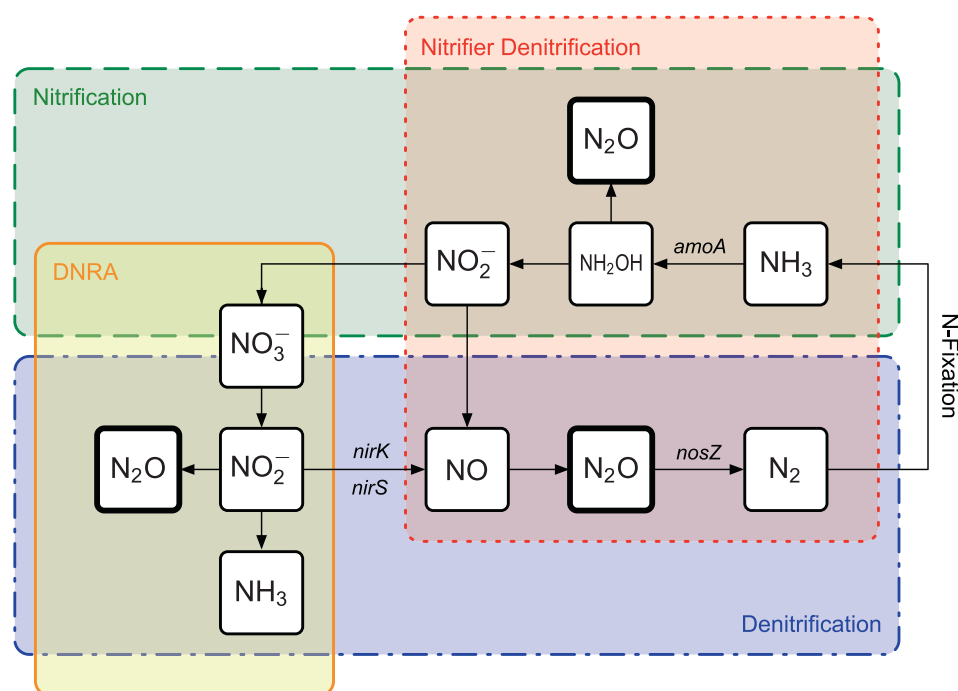 Nitrifier Denitrification
Nitrification
N₂O
DNRA
NO₂⁻
NH₂OH
amoA
NH₃
NO₃⁻
N-Fixation
N₂O
NO₂⁻
nirK
nirS
NO
N₂O
nosZ
N₂
NH₃
Denitrification